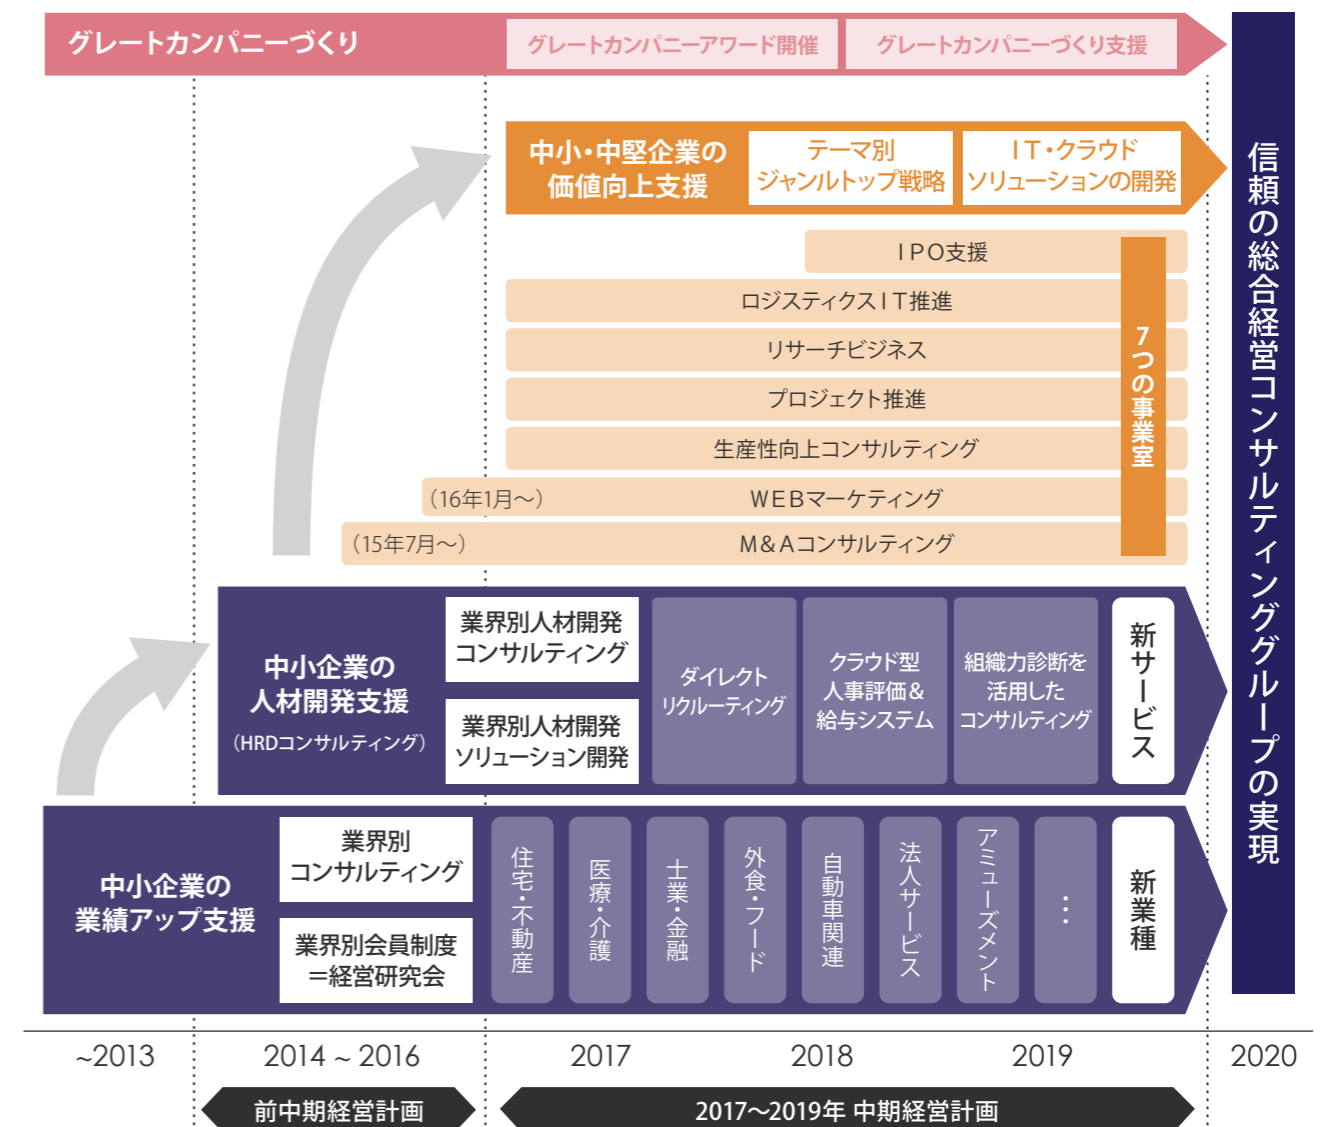 グレートカンパニーづくり
グレートカンパニーアワード開催
グレートカンパニーづくり支援
中小・中堅企業の
価値向上支援
テーマ別
ジャンルトップ戦略
IT・クラウド
ソリューションの開発
IPO支援
ロジスティクスIT推進
リサーチビジネス
プロジェクト推進
生産性向上コンサルティング
(16年1月〜)
WEBマーケティング
(15年7月〜)
M&Aコンサルティング
7つの事業室
中小企業の
人材開発支援
(HRDコンサルティング)
業界別人材開発
コンサルティング
業界別人材開発
ソリューション開発
ダイレクト
リクルーティング
クラウド型
人事評価&
給与システム
組織力診断を
活用した
コンサルティング
新サービス
中小企業の
業績アップ支援
業界別
コンサルティング
業界別会員制度
=経営研究会
住宅・不動産
医療・介護
士業・金融
外食・フード
自動車関連
法人サービス
アミューズメント
…
新業種
信頼の総合経営コンサルティンググループの実現
~2013
2014 ~ 2016
2017
2018
2019
2020
前中期経営計画
2017〜2019年 中期経営計画